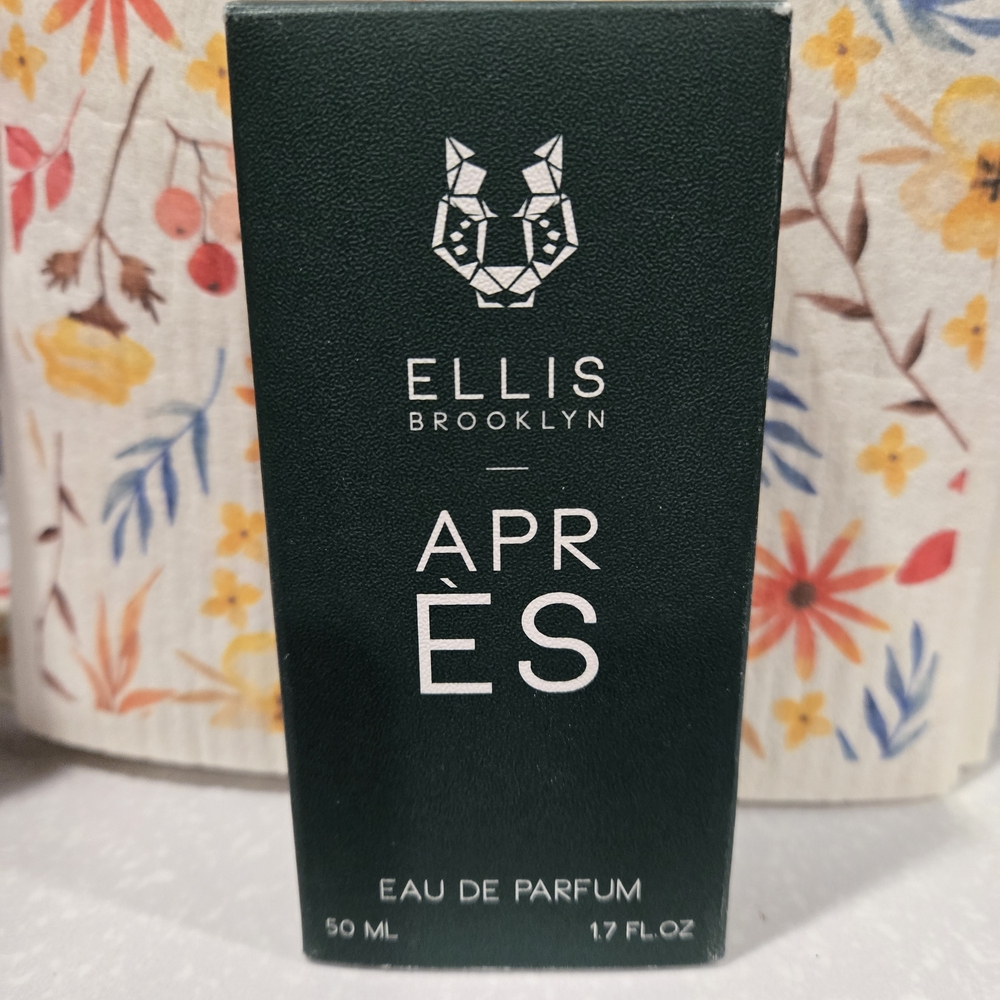 ELLIS
BROOKLYN
APR
ÈS
EAU DE PARFUM
50 ML 1.7 FL.OZ